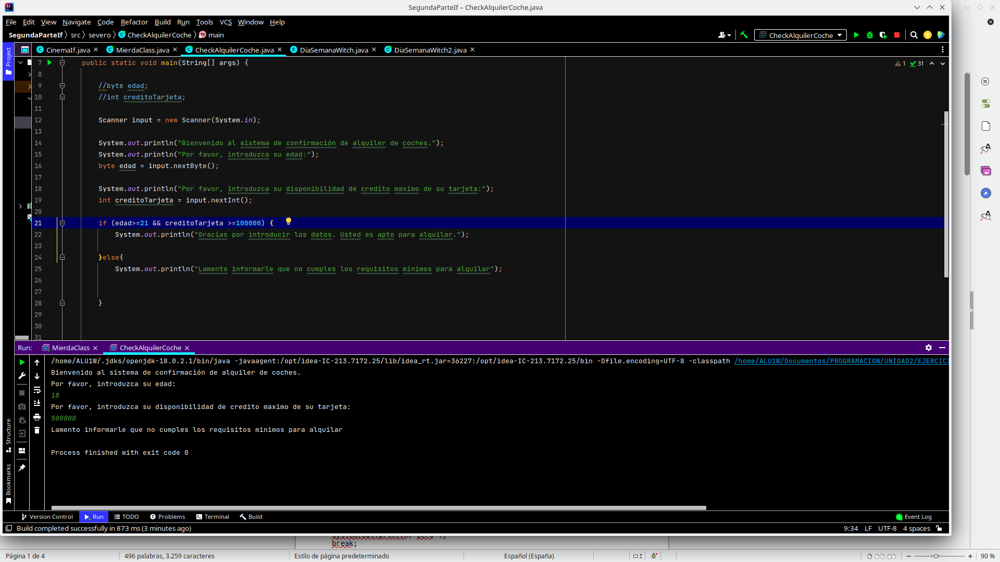 SegundaParteIf – CheckAlquilerCoche.java
File Edit View Navigate Code Refactor Build Run Tools VCS Window Help
SegundaParteIf src severo CheckAlquilerCoche main
CheckAlquilerCoche
Project
CinemaIf.java MierdaClass.java CheckAlquilerCoche.java DiaSemanaWitch.java DiaSemanaWitch2.java
1 31
7 public static void main(String[] args) {
8
9 //byte edad;
10 //int creditoTarjeta;
11
12 Scanner input = new Scanner(System.in);
13
14 System.out.println("Bienvenido al sistema de confirmación de alquiler de coches.");
15 System.out.println("Por favor, introduzca su edad:");
16 byte edad = input.nextByte();
17
18 System.out.println("Por favor, introduzca su disponibilidad de credito maximo de su tarjeta:");
19 int creditoTarjeta = input.nextInt();
20
21 if (edad>=21 && creditoTarjeta >=100000) {
22 System.out.println("Gracias por introducir los datos. Usted es apto para alquilar.");
23
24 }else{
25 System.out.println("Lamento informarle que no cumples los requisitos minimos para alquilar");
26
27
28 }
29
30
31
Run: MierdaClass CheckAlquilerCoche
/home/ALU1W/.jdks/openjdk-18.0.2.1/bin/java -javaagent:/opt/idea-IC-213.7172.25/lib/idea_rt.jar=36227:/opt/idea-IC-213.7172.25/bin -Dfile.encoding=UTF-8 -classpath /home/ALU1W/Documentos/PROGRAMACION/UNIDAD2/EJERCICI
Bienvenido al sistema de confirmación de alquiler de coches.
Por favor, introduzca su edad:
18
Por favor, introduzca su disponibilidad de credito maximo de su tarjeta:
500000
Lamento informarle que no cumples los requisitos minimos para alquilar
Process finished with exit code 0
Structure
Bookmarks
Version Control Run TODO Problems Terminal Build
1 Event Log
Build completed successfully in 873 ms (3 minutes ago)
9:34 LF UTF-8 4 spaces
break;
Página 1 de 4 496 palabras, 3.259 caracteres Estilo de página predeterminado Español (España) 90 %